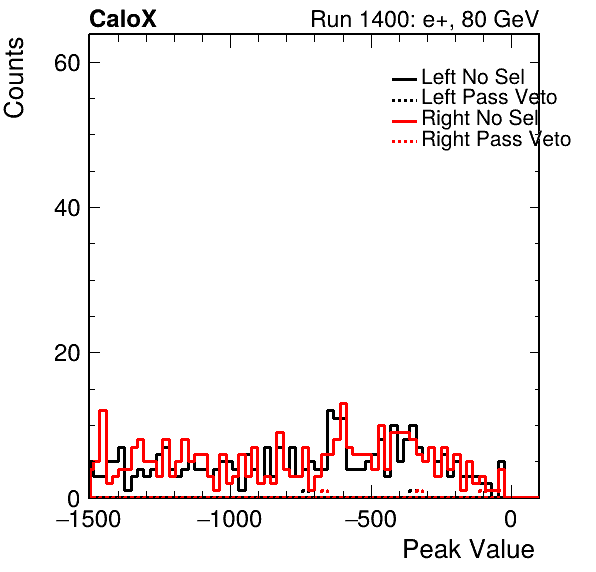 CaloX
Run 1400: e+, 80 GeV
Counts
60
40
20
0
Left No Sel
Left Pass Veto
Right No Sel
Right Pass Veto
−1500 −1000 −500 0
Peak Value